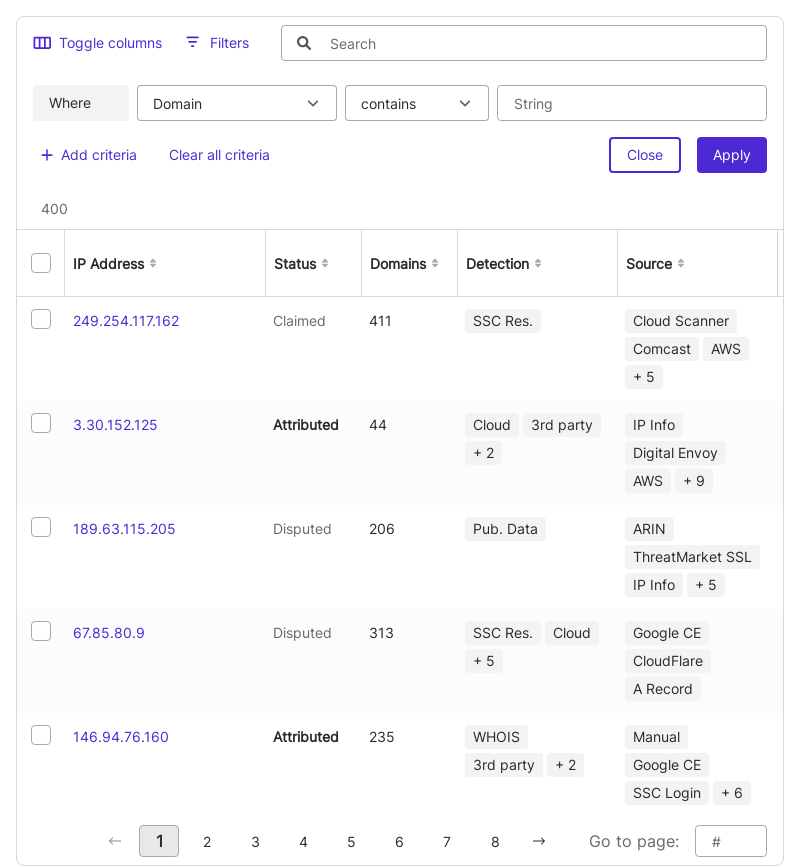 Toggle columns Filters Search
Where Domain contains String
+ Add criteria Clear all criteria Close Apply
400
IP Address Status Domains Detection Source
249.254.117.162 Claimed 411 SSC Res. Cloud Scanner
Comcast AWS
+ 5
3.30.152.125 Attributed 44 Cloud 3rd party IP Info
+ 2 Digital Envoy
AWS + 9
189.63.115.205 Disputed 206 Pub. Data ARIN
ThreatMarket SSL
IP Info + 5
67.85.80.9 Disputed 313 SSC Res. Cloud Google CE
+ 5 CloudFlare
A Record
146.94.76.160 Attributed 235 WHOIS Manual
3rd party + 2 Google CE
SSC Login + 6
← 1 2 3 4 5 6 7 8 → Go to page: #